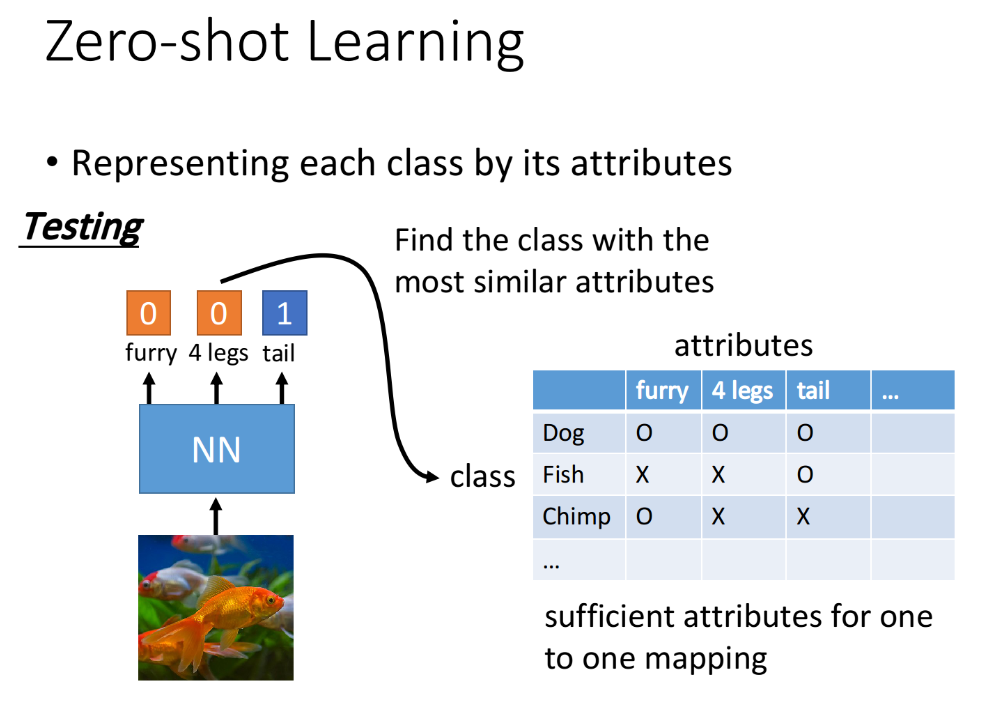 Zero-shot Learning
• Representing each class by its attributes
Testing
Find the class with the
most similar attributes
0 0 1
furry 4 legs tail
NN
class
attributes
furry 4 legs tail ...
Dog O O O
Fish X X O
Chimp O X X
...
sufficient attributes for one
to one mapping